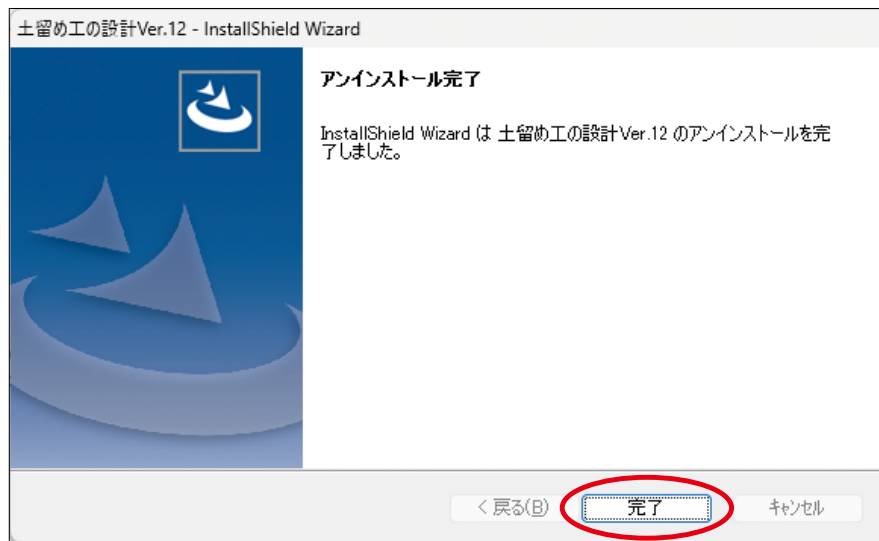 土留め工の設計Ver.12 - InstallShield Wizard
アンインストール完了
InstallShield Wizard は 土留め工の設計Ver.12 のアンインストールを完
了しました。
< 戻る(B)
完了
キャンセル